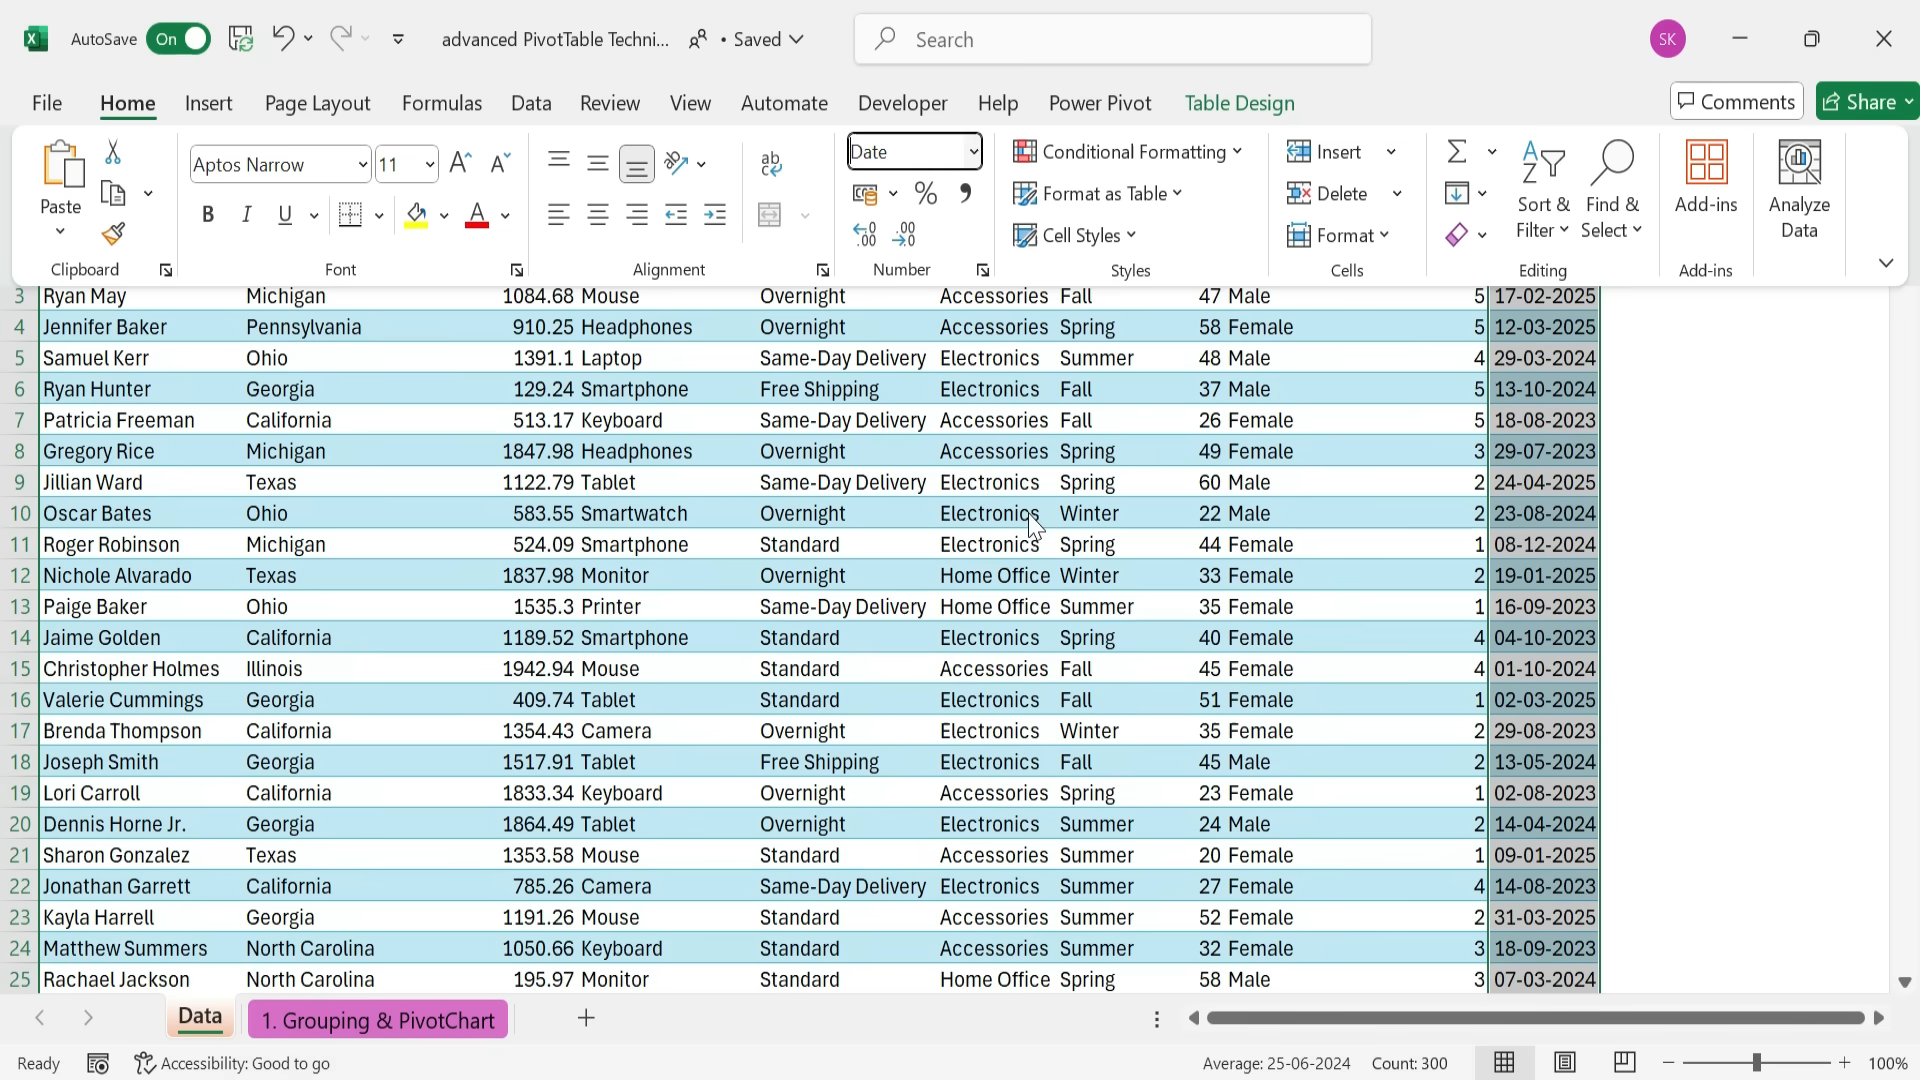 AutoSave On advanced PivotTable Techni... • Saved Search SK
File Home Insert Page Layout Formulas Data Review View Automate Developer Help Power Pivot Table Design Comments Share
Paste
Clipboard
Aptos Narrow 11
B I U A
Font
ab
Alignment
Date
% 9
.00 .00
Number
Conditional Formatting
Format as Table
Cell Styles
Styles
Insert
Delete
Format
Cells
Sort & Filter
Find & Select
Editing
Add-ins
Add-ins
Analyze Data
3 Ryan May Michigan 1084.68 Mouse Overnight Accessories Fall 47 Male 5 17-02-2025
4 Jennifer Baker Pennsylvania 910.25 Headphones Overnight Accessories Spring 58 Female 5 12-03-2025
5 Samuel Kerr Ohio 1391.1 Laptop Same-Day Delivery Electronics Summer 48 Male 4 29-03-2024
6 Ryan Hunter Georgia 129.24 Smartphone Free Shipping Electronics Fall 37 Male 5 13-10-2024
7 Patricia Freeman California 513.17 Keyboard Same-Day Delivery Accessories Fall 26 Female 5 18-08-2023
8 Gregory Rice Michigan 1847.98 Headphones Overnight Accessories Spring 49 Female 3 29-07-2023
9 Jillian Ward Texas 1122.79 Tablet Same-Day Delivery Electronics Spring 60 Male 2 24-04-2025
10 Oscar Bates Ohio 583.55 Smartwatch Overnight Electronics Winter 22 Male 2 23-08-2024
11 Roger Robinson Michigan 524.09 Smartphone Standard Electronics Spring 44 Female 1 08-12-2024
12 Nichole Alvarado Texas 1837.98 Monitor Overnight Home Office Winter 33 Female 2 19-01-2025
13 Paige Baker Ohio 1535.3 Printer Same-Day Delivery Home Office Summer 35 Female 1 16-09-2023
14 Jaime Golden California 1189.52 Smartphone Standard Electronics Spring 40 Female 4 04-10-2023
15 Christopher Holmes Illinois 1942.94 Mouse Standard Accessories Fall 45 Female 4 01-10-2024
16 Valerie Cummings Georgia 409.74 Tablet Standard Electronics Fall 51 Female 1 02-03-2025
17 Brenda Thompson California 1354.43 Camera Overnight Electronics Winter 35 Female 2 29-08-2023
18 Joseph Smith Georgia 1517.91 Tablet Free Shipping Electronics Fall 45 Male 2 13-05-2024
19 Lori Carroll California 1833.34 Keyboard Overnight Accessories Spring 23 Female 1 02-08-2023
20 Dennis Horne Jr. Georgia 1864.49 Tablet Overnight Electronics Summer 24 Male 2 14-04-2024
21 Sharon Gonzalez Texas 1353.58 Mouse Standard Accessories Summer 20 Female 1 09-01-2025
22 Jonathan Garrett California 785.26 Camera Same-Day Delivery Electronics Summer 27 Female 4 14-08-2023
23 Kayla Harrell Georgia 1191.26 Mouse Standard Accessories Summer 52 Female 2 31-03-2025
24 Matthew Summers North Carolina 1050.66 Keyboard Standard Accessories Summer 32 Female 3 18-09-2023
25 Rachael Jackson North Carolina 195.97 Monitor Standard Home Office Spring 58 Male 3 07-03-2024
Data 1. Grouping & PivotChart
Ready Accessibility: Good to go Average: 25-06-2024 Count: 300 100%